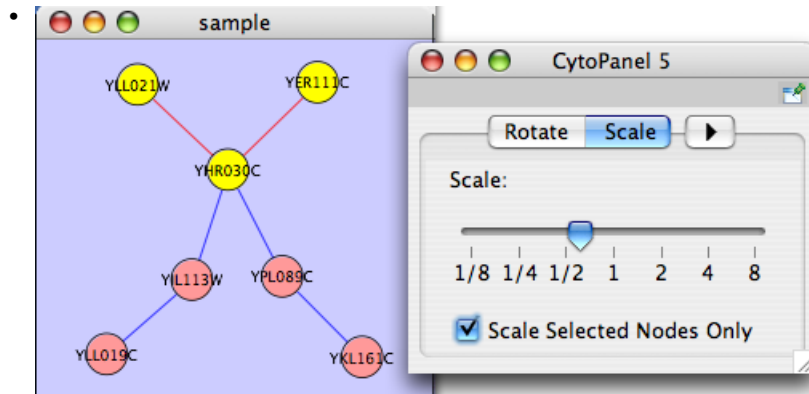 sample
YLL021W
YER111C
YHR030C
YIL113W
YPL089C
YLL019C
YKL161C
CytoPanel 5
Rotate Scale
Scale:
1/8 1/4 1/2 1 2 4 8
Scale Selected Nodes Only